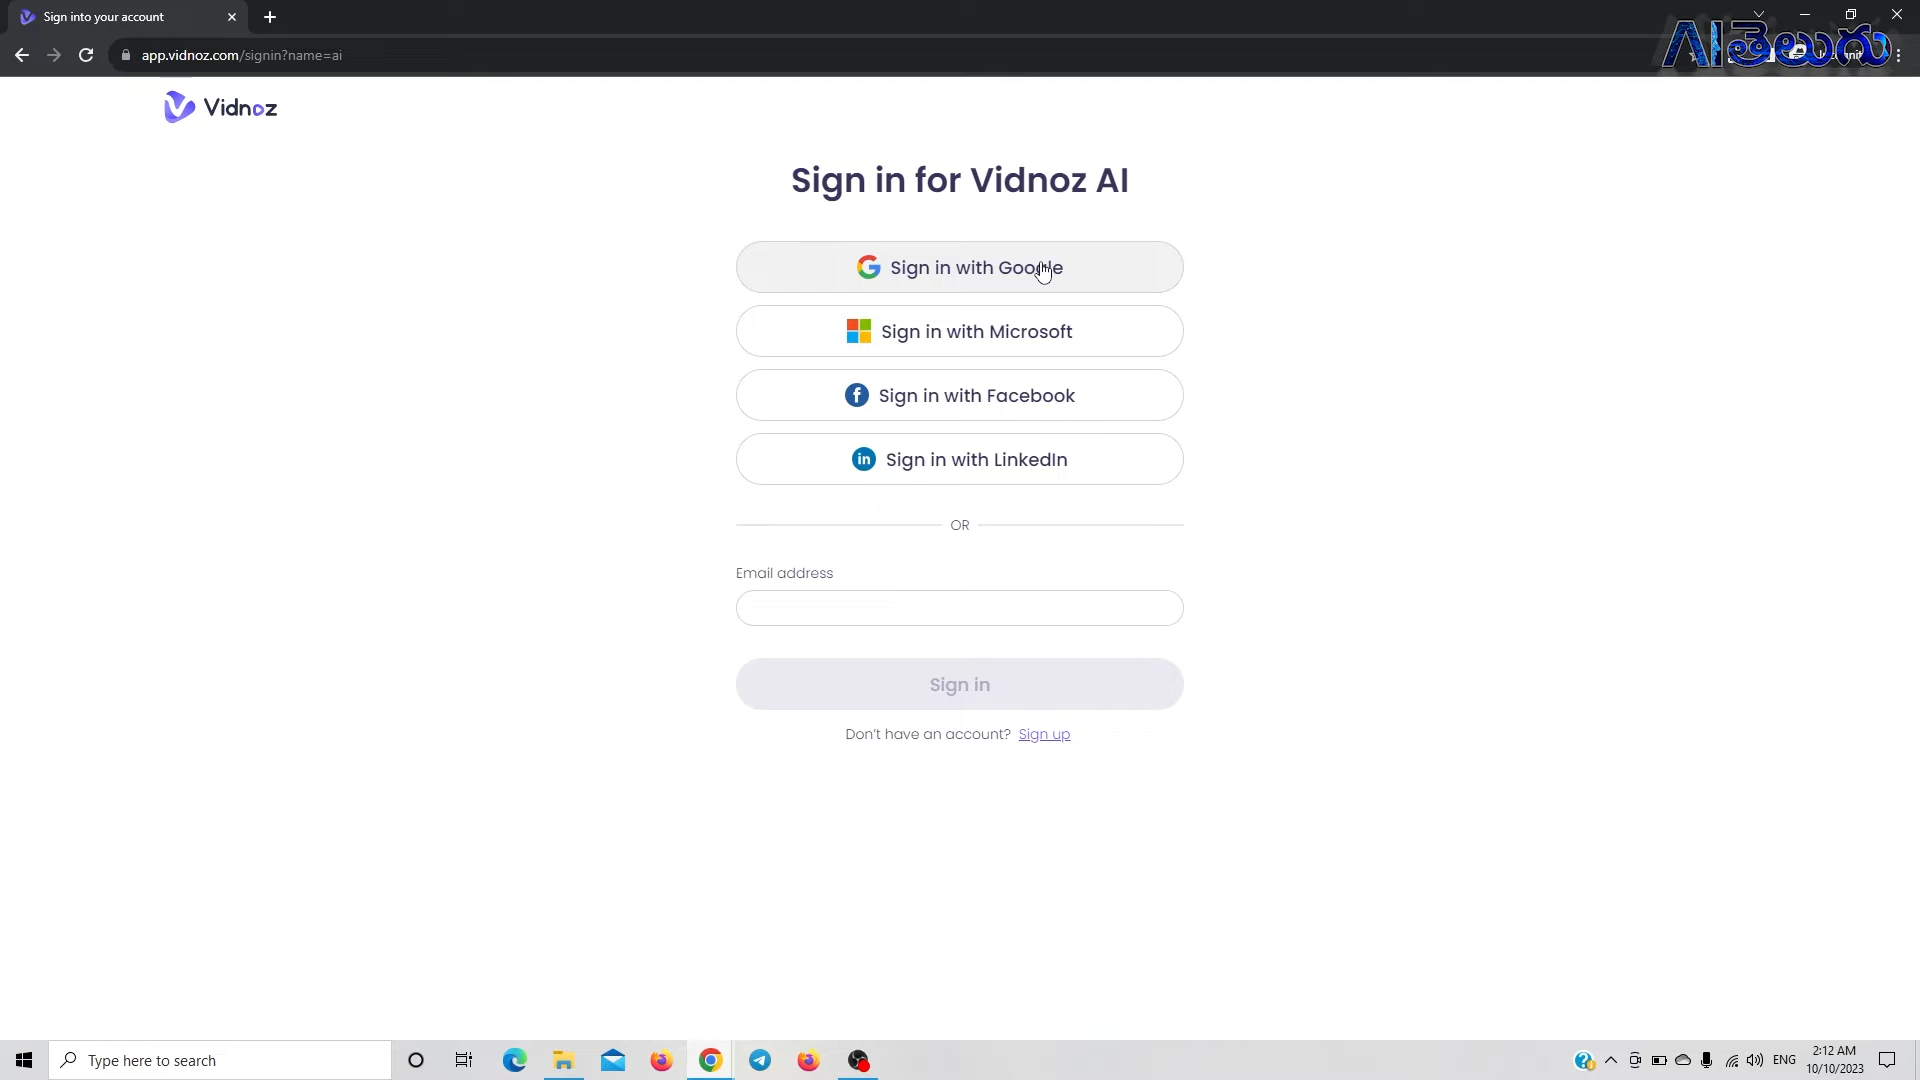 Sign into your account
app.vidnoz.com/signin?name=ai
AIతెలుగు
Vidnoz
Sign in for Vidnoz AI
Sign in with Google
Sign in with Microsoft
Sign in with Facebook
Sign in with LinkedIn
OR
Email address
Sign in
Don't have an account? Sign up
Type here to search
ENG
2:12 AM
10/10/2023